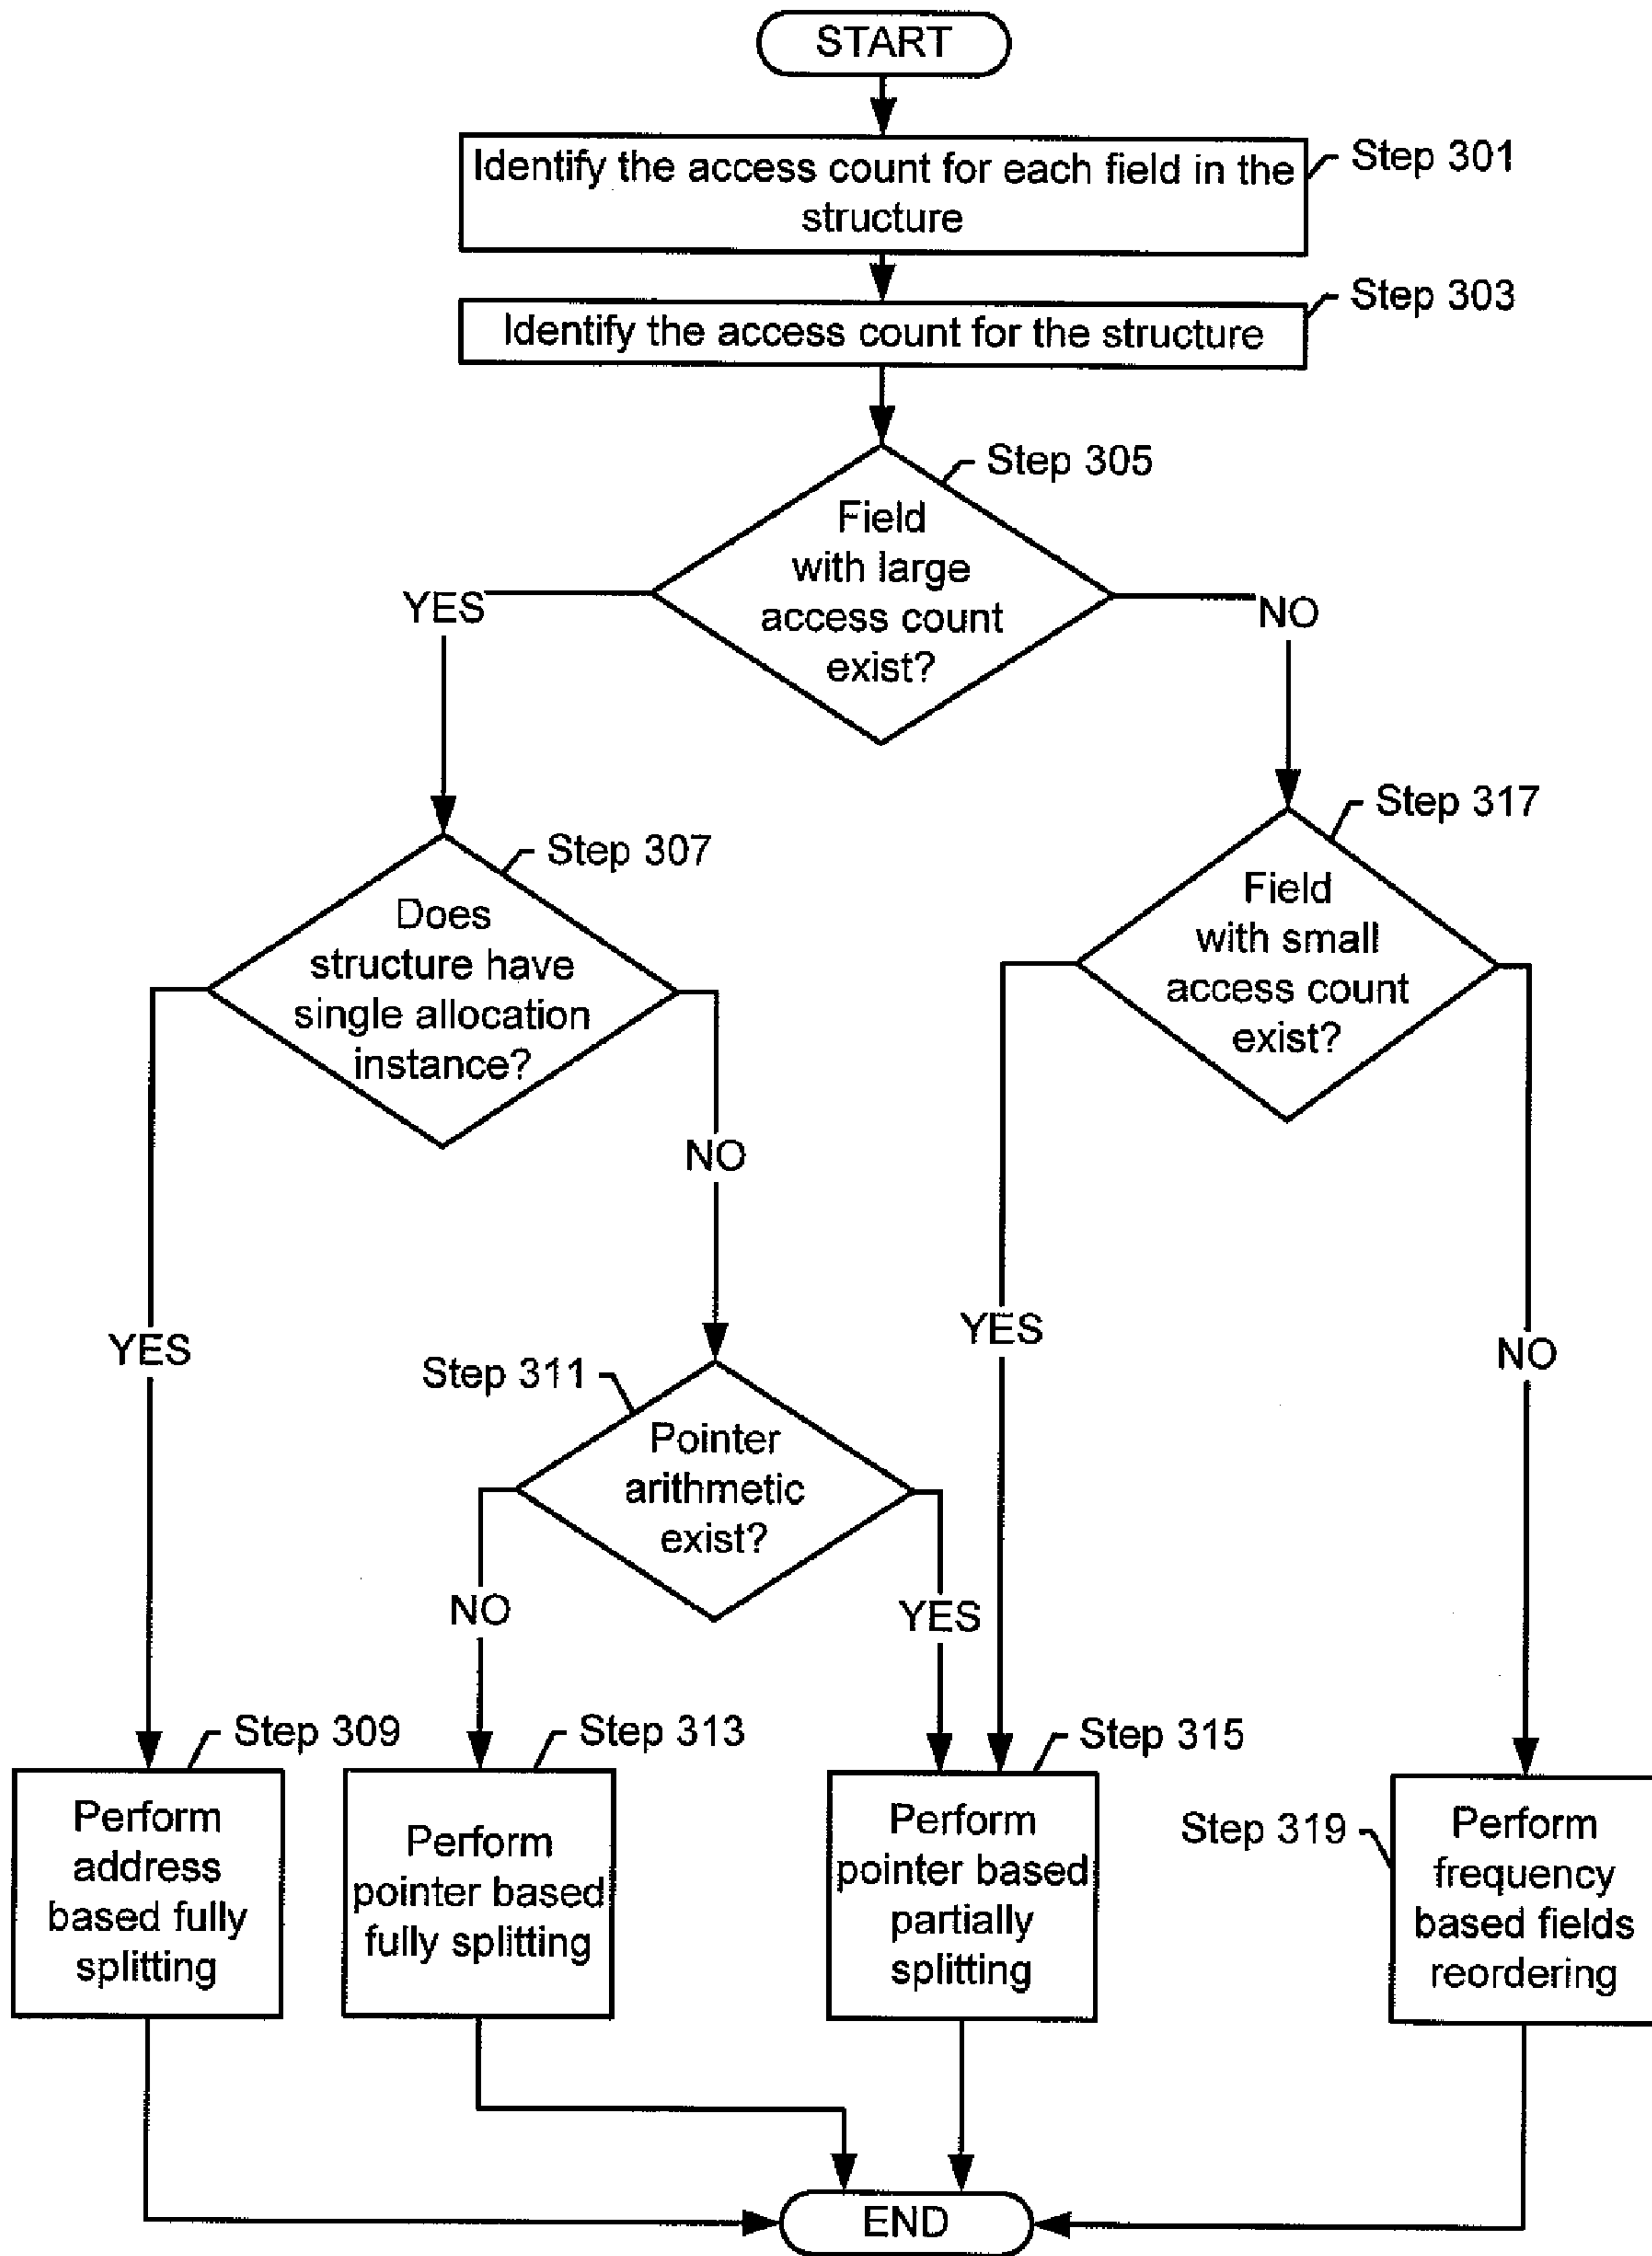 START
Identify the access count for each field in the
structure
Step 301
Identify the access count for the structure
Step 303
Step 305
Field
with large
access count
exist?
YES
NO
Step 307
Does
structure have
single allocation
instance?
Step 317
Field
with small
access count
exist?
NO
YES
YES
NO
Step 311
Pointer
arithmetic
exist?
NO
YES
Step 309
Perform
address
based fully
splitting
Step 313
Perform
pointer based
fully splitting
Step 315
Perform
pointer based
partially
splitting
Step 319
Perform
frequency
based fields
reordering
END